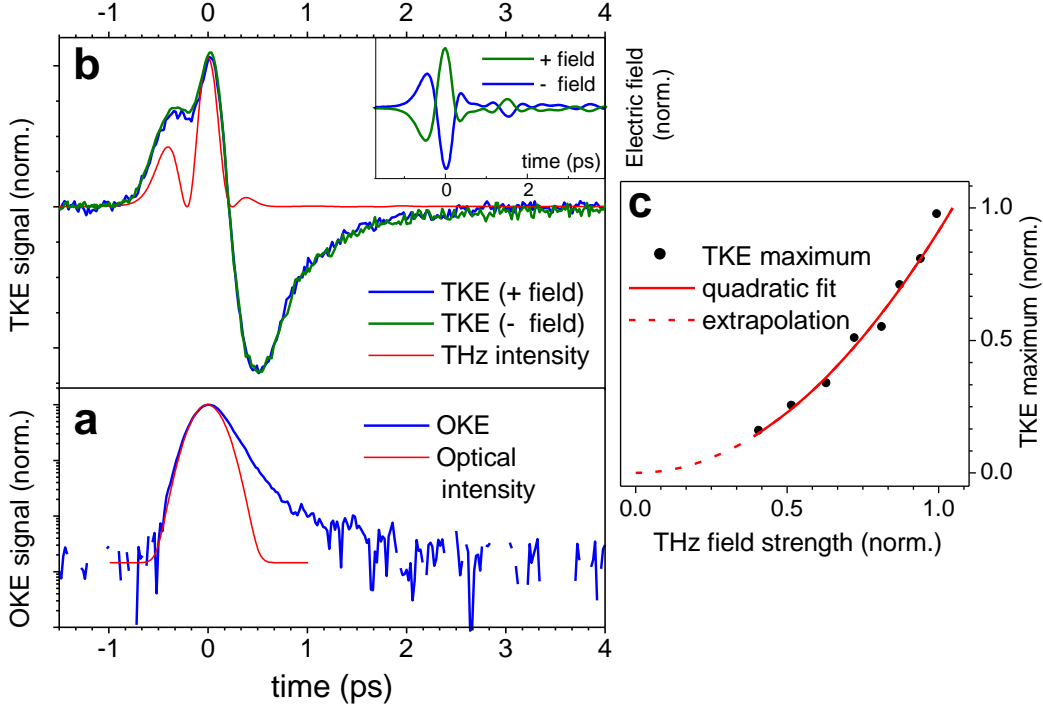 -1 0 1 2 3 4
b
TKE signal (norm.)
+ field
- field
time (ps)
0 2
Electric field
(norm.)
TKE (+ field)
TKE (- field)
THz intensity
a
OKE signal (norm.)
OKE
Optical
intensity
-1 0 1 2 3 4
time (ps)
c
TKE maximum
quadratic fit
extrapolation
1.0
0.5
0.0
TKE maximum (norm.)
0.0 0.5 1.0
THz field strength (norm.)